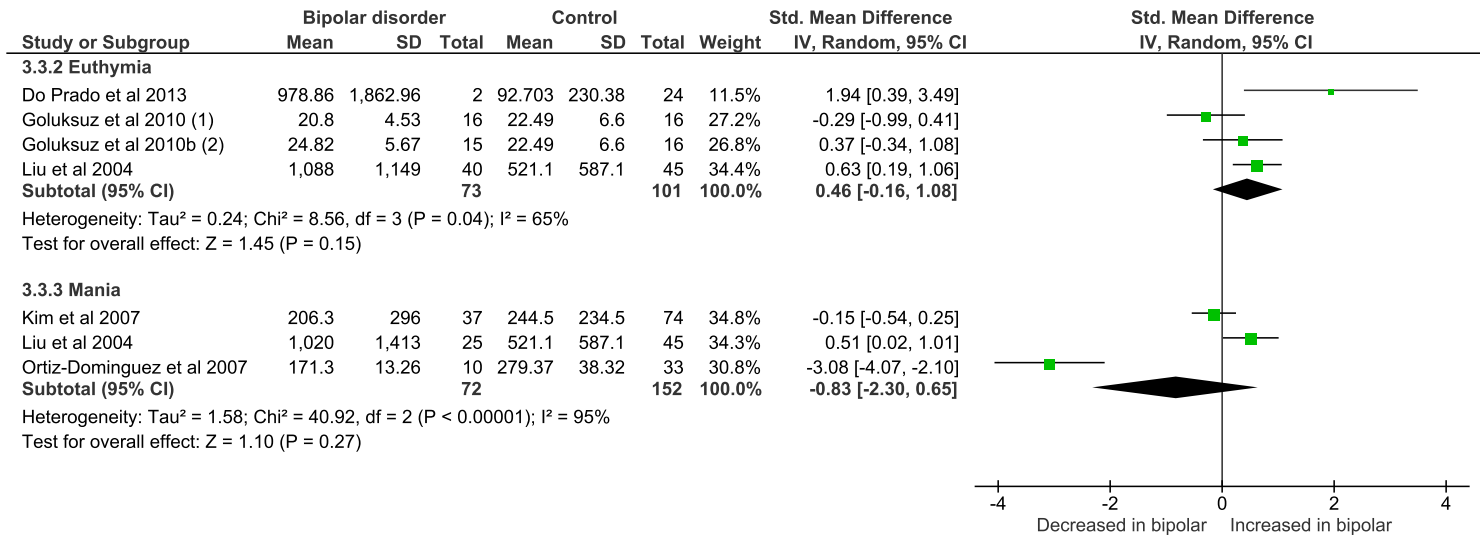 Bipolar disorder Control Std. Mean Difference Std. Mean Difference
Study or Subgroup Mean SD Total Mean SD Total Weight IV, Random, 95% CI IV, Random, 95% CI
3.3.2 Euthymia
Do Prado et al 2013 978.86 1,862.96 2 92.703 230.38 24 11.5% 1.94 [0.39, 3.49]
Goluksuz et al 2010 (1) 20.8 4.53 16 22.49 6.6 16 27.2% -0.29 [-0.99, 0.41]
Goluksuz et al 2010b (2) 24.82 5.67 15 22.49 6.6 16 26.8% 0.37 [-0.34, 1.08]
Liu et al 2004 1,088 1,149 40 521.1 587.1 45 34.4% 0.63 [0.19, 1.06]
Subtotal (95% CI) 73 101 100.0% 0.46 [-0.16, 1.08]
Heterogeneity: Tau² = 0.24; Chi² = 8.56, df = 3 (P = 0.04); I² = 65%
Test for overall effect: Z = 1.45 (P = 0.15)
3.3.3 Mania
Kim et al 2007 206.3 296 37 244.5 234.5 74 34.8% -0.15 [-0.54, 0.25]
Liu et al 2004 1,020 1,413 25 521.1 587.1 45 34.3% 0.51 [0.02, 1.01]
Ortiz-Dominguez et al 2007 171.3 13.26 10 279.37 38.32 33 30.8% -3.08 [-4.07, -2.10]
Subtotal (95% CI) 72 152 100.0% -0.83 [-2.30, 0.65]
Heterogeneity: Tau² = 1.58; Chi² = 40.92, df = 2 (P < 0.00001); I² = 95%
Test for overall effect: Z = 1.10 (P = 0.27)
-4 -2 0 2 4
Decreased in bipolar Increased in bipolar